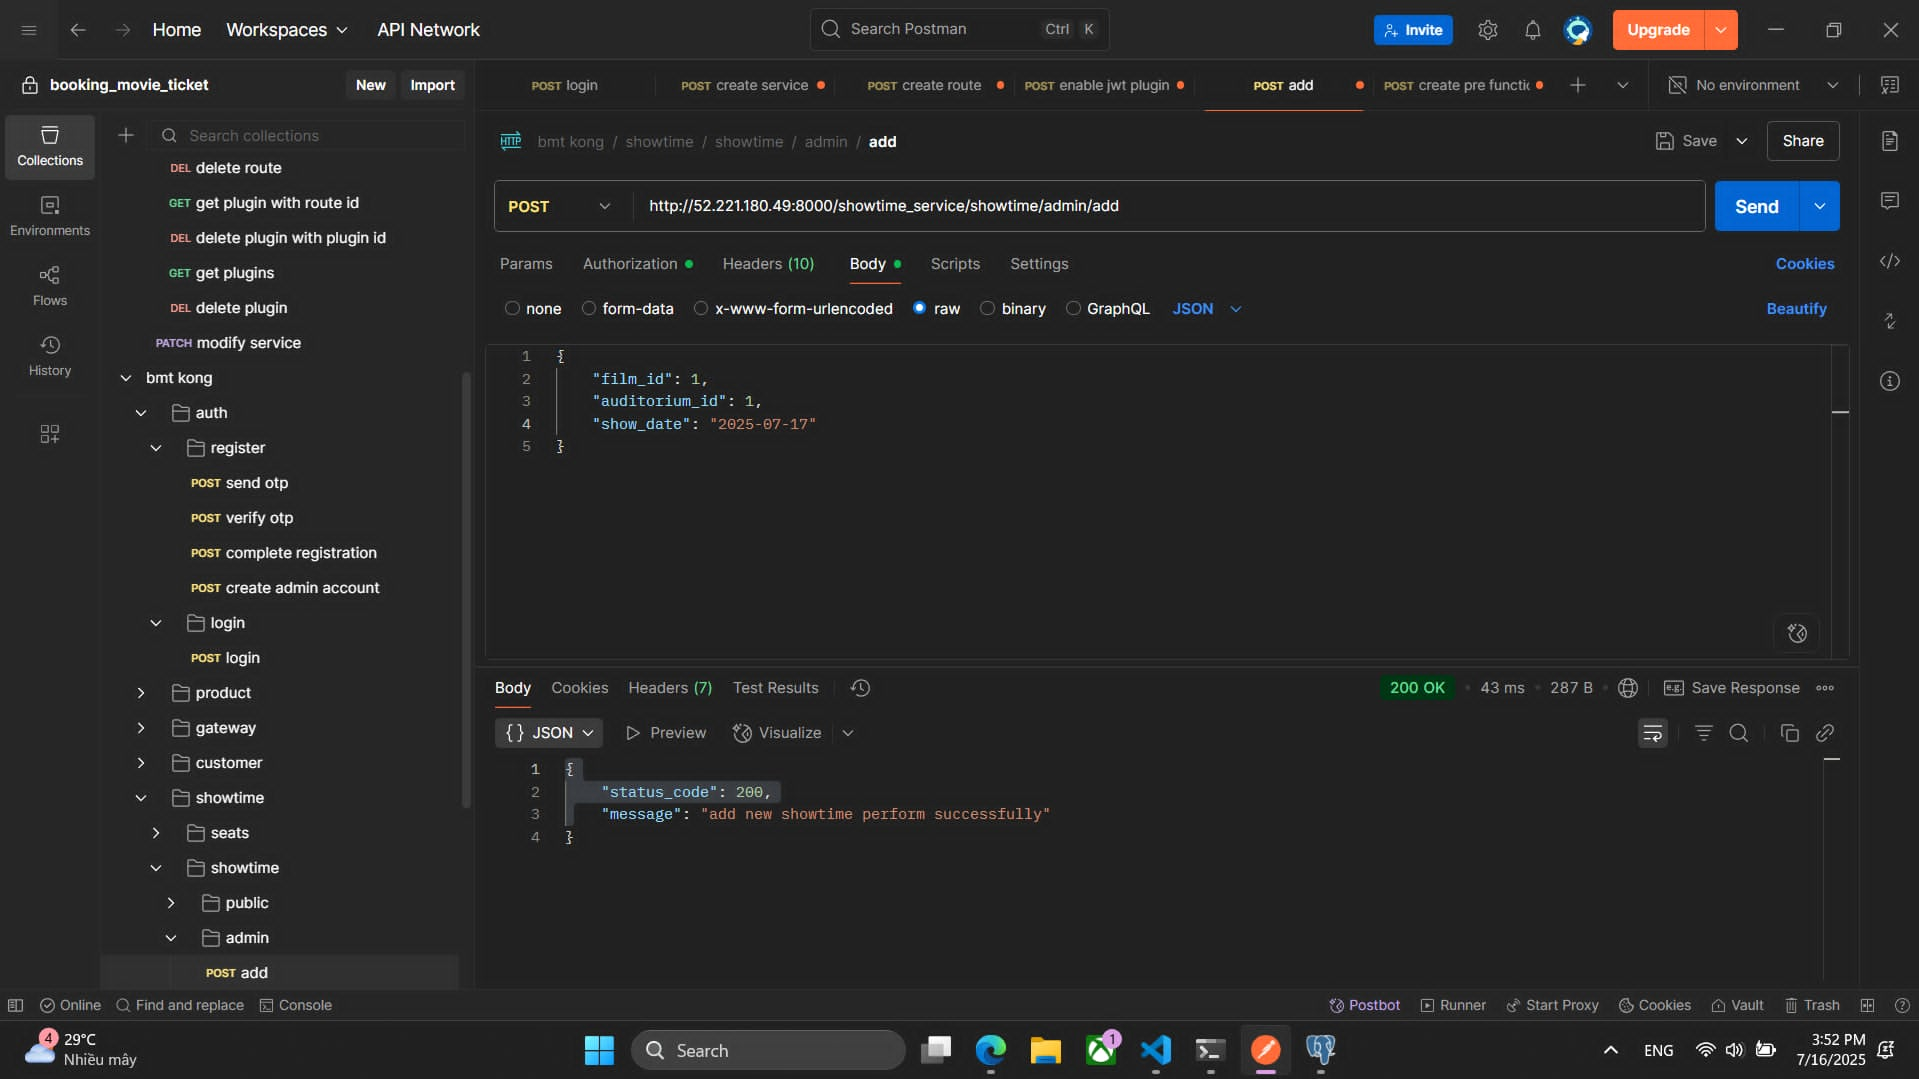 Home
Workspaces
API Network
Search Postman
Ctrl
K
Invite
Upgrade
booking_movie_ticket
New
Import
POST login
POST create service
POST create route
POST enable jwt plugin
POST add
POST create pre functic
No environment
Collections
Environments
Flows
History
Search collections
DEL delete route
GET get plugin with route id
DEL delete plugin with plugin id
GET get plugins
DEL delete plugin
PATCH modify service
bmt kong
auth
register
POST send otp
POST verify otp
POST complete registration
POST create admin account
login
POST login
product
gateway
customer
showtime
seats
showtime
public
admin
POST add
HTTP
bmt kong / showtime / showtime / admin / add
Save
Share
POST
http://52.221.180.49:8000/showtime_service/showtime/admin/add
Send
Params
Authorization
Headers (10)
Body
Scripts
Settings
Cookies
none
form-data
x-www-form-urlencoded
raw
binary
GraphQL
JSON
Beautify
1 {
2 "film_id": 1,
3 "auditorium_id": 1,
4 "show_date": "2025-07-17"
5 }
Body
Cookies
Headers (7)
Test Results
200 OK
43 ms
287 B
e.g.
Save Response
{} JSON
Preview
Visualize
1 {
2 "status_code": 200,
3 "message": "add new showtime perform successfully"
4 }
Online
Find and replace
Console
Postbot
Runner
Start Proxy
Cookies
Vault
Trash
4
29°C
Nhiều mây
Search
1
ENG
3:52 PM
7/16/2025